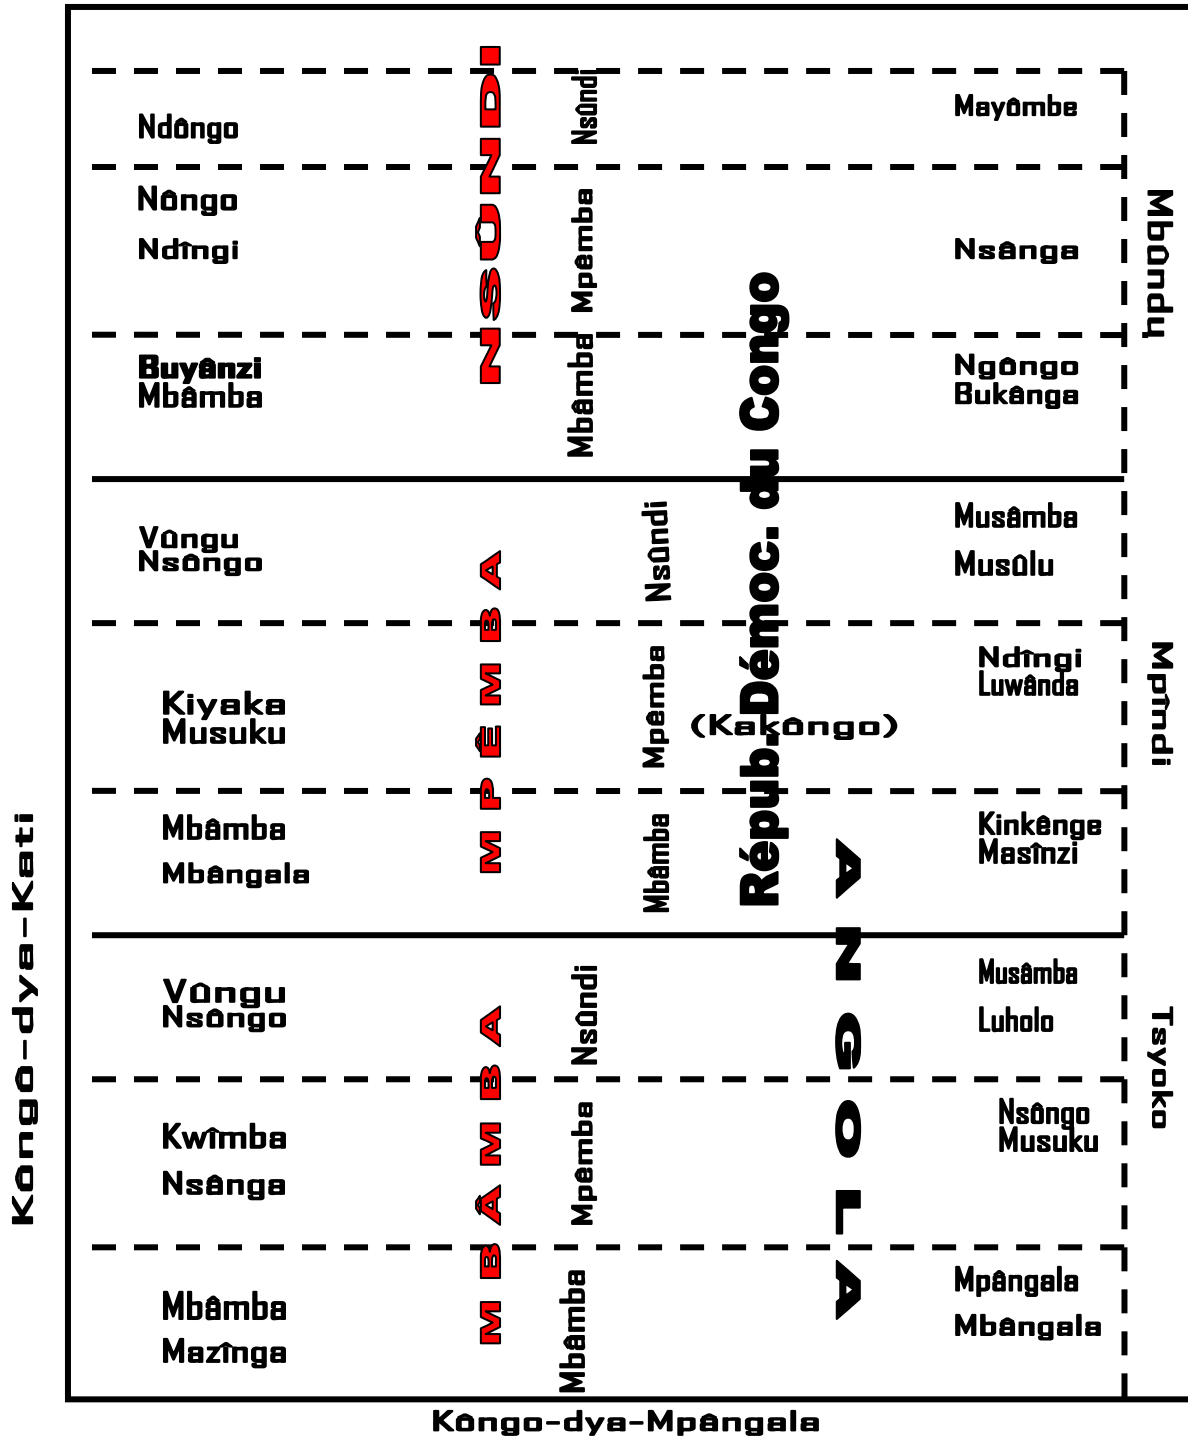 NSÛNDI
Nsûndi
Ndôngo
Mayômbe
Nôngo
Ndîngi
Mpêmba
Nsânga
Mbûndu
Buyânzi
Mbâmba
Mbâmba
Ngôngo
Bukânga
Répub. Démoc. du Congo
MPÊMBA
Vûngu
Nsôngo
Nsûndi
Musâmba
Musûlu
Kiyaka
Musuku
Mpêmba
(Kakôngo)
Ndîngi
Luwânda
Mpîndi
Mbâmba
Mbângala
Mbâmba
Kinkênge
Masînzi
Kôngô-dya-Kati
ANGOLA
MBÂMBA
Vûngu
Nsôngo
Nsûndi
Musâmba
Luholo
Tsyoko
Kwîmba
Nsânga
Mpêmba
Nsôngo
Musuku
Mbâmba
Mazînga
Mbâmba
Mpângala
Mbângala
Kôngo-dya-Mpângala